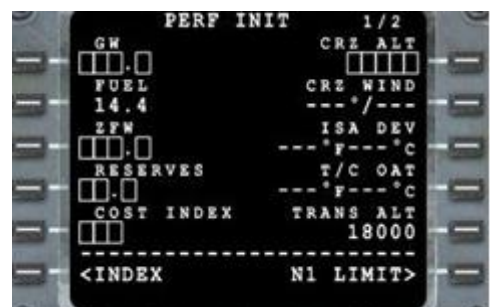 PERF INIT 1/2
GW CRZ ALT
□□□.□ □□□□□
FUEL CRZ WIND
14.4 ---°/---
ZFW ISA DEV
□□□.□ ---°F---°C
RESERVES T/C OAT
□□.□ ---°F---°C
COST INDEX TRANS ALT
□□□ 18000
--------------------------------
<INDEX N1 LIMIT>